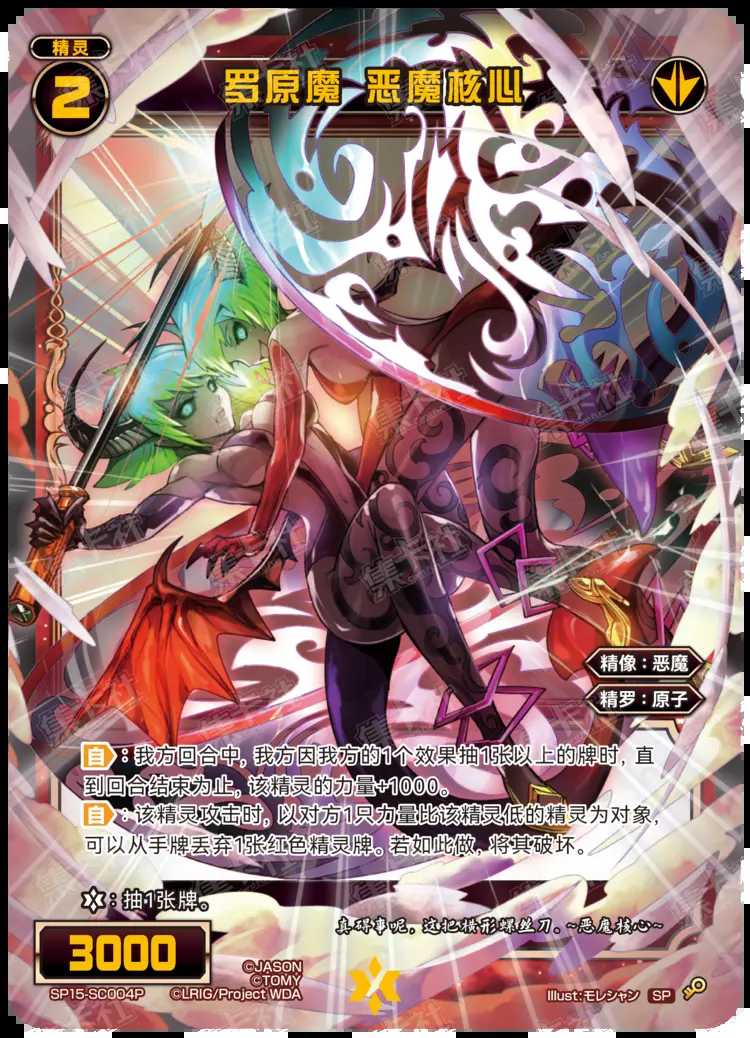 精灵
2
罗原魔 恶魔核心
精像：恶魔
精罗：原子
自：我方回合中，我方因我方的1个效果抽1张以上的牌时，直
到回合结束为止，该精灵的力量+1000。
自：该精灵攻击时，以对方1只力量比该精灵低的精灵为对象，
可以从手牌丢弃1张红色精灵牌。若如此做，将其破坏。
：抽1张牌。
真碍事呢，这把楔形螺丝刀。~恶魔核心~
3000
©JASON
©TOMY
SP15-SC004P ©LRIG/Project WDA
Illust:モレシャン SP
集卡社